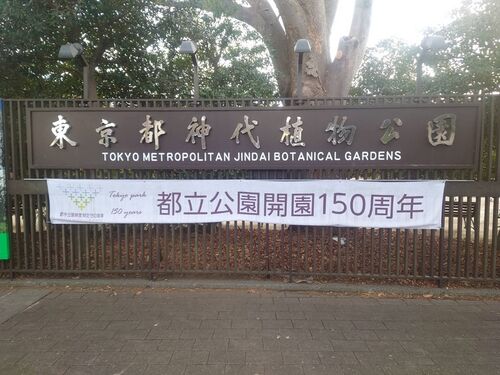 東京都神代植物公園
TOKYO METROPOLITAN JINDAI BOTANICAL GARDENS
Tokyo park
150 years
都立公園開園150周年